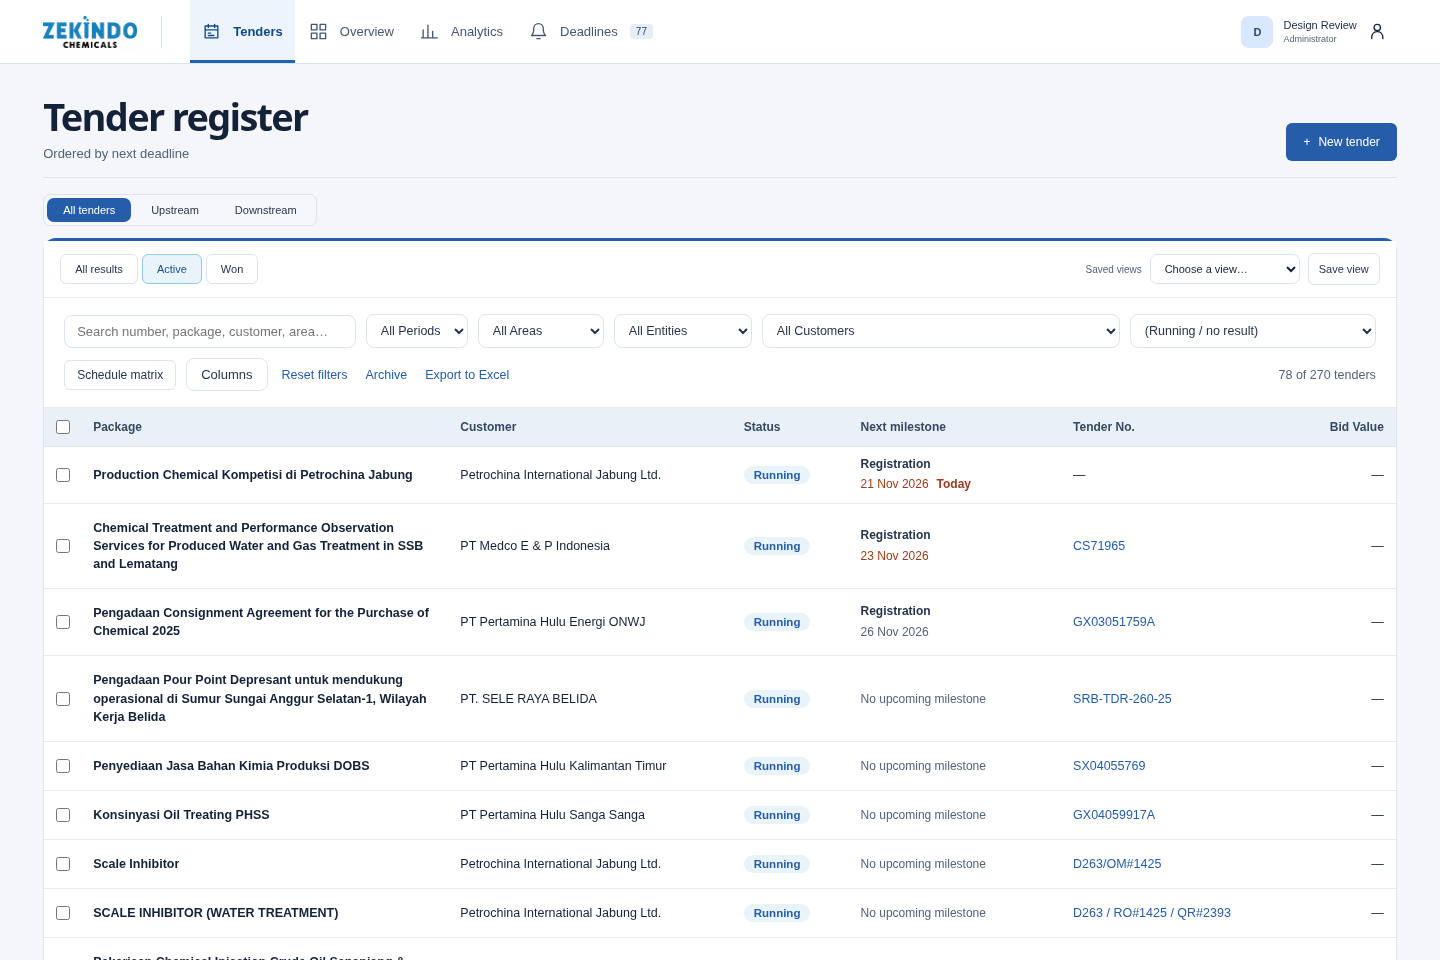 ZEKINDO
CHEMICALS
Tenders
Overview
Analytics
Deadlines 77
D
Design Review
Administrator
Tender register
Ordered by next deadline
+ New tender
All tenders
Upstream
Downstream
All results
Active
Won
Saved views
Choose a view…
Save view
Search number, package, customer, area…
All Periods
All Areas
All Entities
All Customers
(Running / no result)
Schedule matrix
Columns
Reset filters
Archive
Export to Excel
78 of 270 tenders
Package Customer Status Next milestone Tender No. Bid Value
Production Chemical Kompetisi di Petrochina Jabung
Petrochina International Jabung Ltd.
Running
Registration
21 Nov 2026 Today
—
—
Chemical Treatment and Performance Observation
Services for Produced Water and Gas Treatment in SSB
and Lematang
PT Medco E & P Indonesia
Running
Registration
23 Nov 2026
CS71965
—
Pengadaan Consignment Agreement for the Purchase of
Chemical 2025
PT Pertamina Hulu Energi ONWJ
Running
Registration
26 Nov 2026
GX03051759A
—
Pengadaan Pour Point Depresant untuk mendukung
operasional di Sumur Sungai Anggur Selatan-1, Wilayah
Kerja Belida
PT. SELE RAYA BELIDA
Running
No upcoming milestone
SRB-TDR-260-25
—
Penyediaan Jasa Bahan Kimia Produksi DOBS
PT Pertamina Hulu Kalimantan Timur
Running
No upcoming milestone
SX04055769
—
Konsinyasi Oil Treating PHSS
PT Pertamina Hulu Sanga Sanga
Running
No upcoming milestone
GX04059917A
—
Scale Inhibitor
Petrochina International Jabung Ltd.
Running
No upcoming milestone
D263/OM#1425
—
SCALE INHIBITOR (WATER TREATMENT)
Petrochina International Jabung Ltd.
Running
No upcoming milestone
D263 / RO#1425 / QR#2393
—